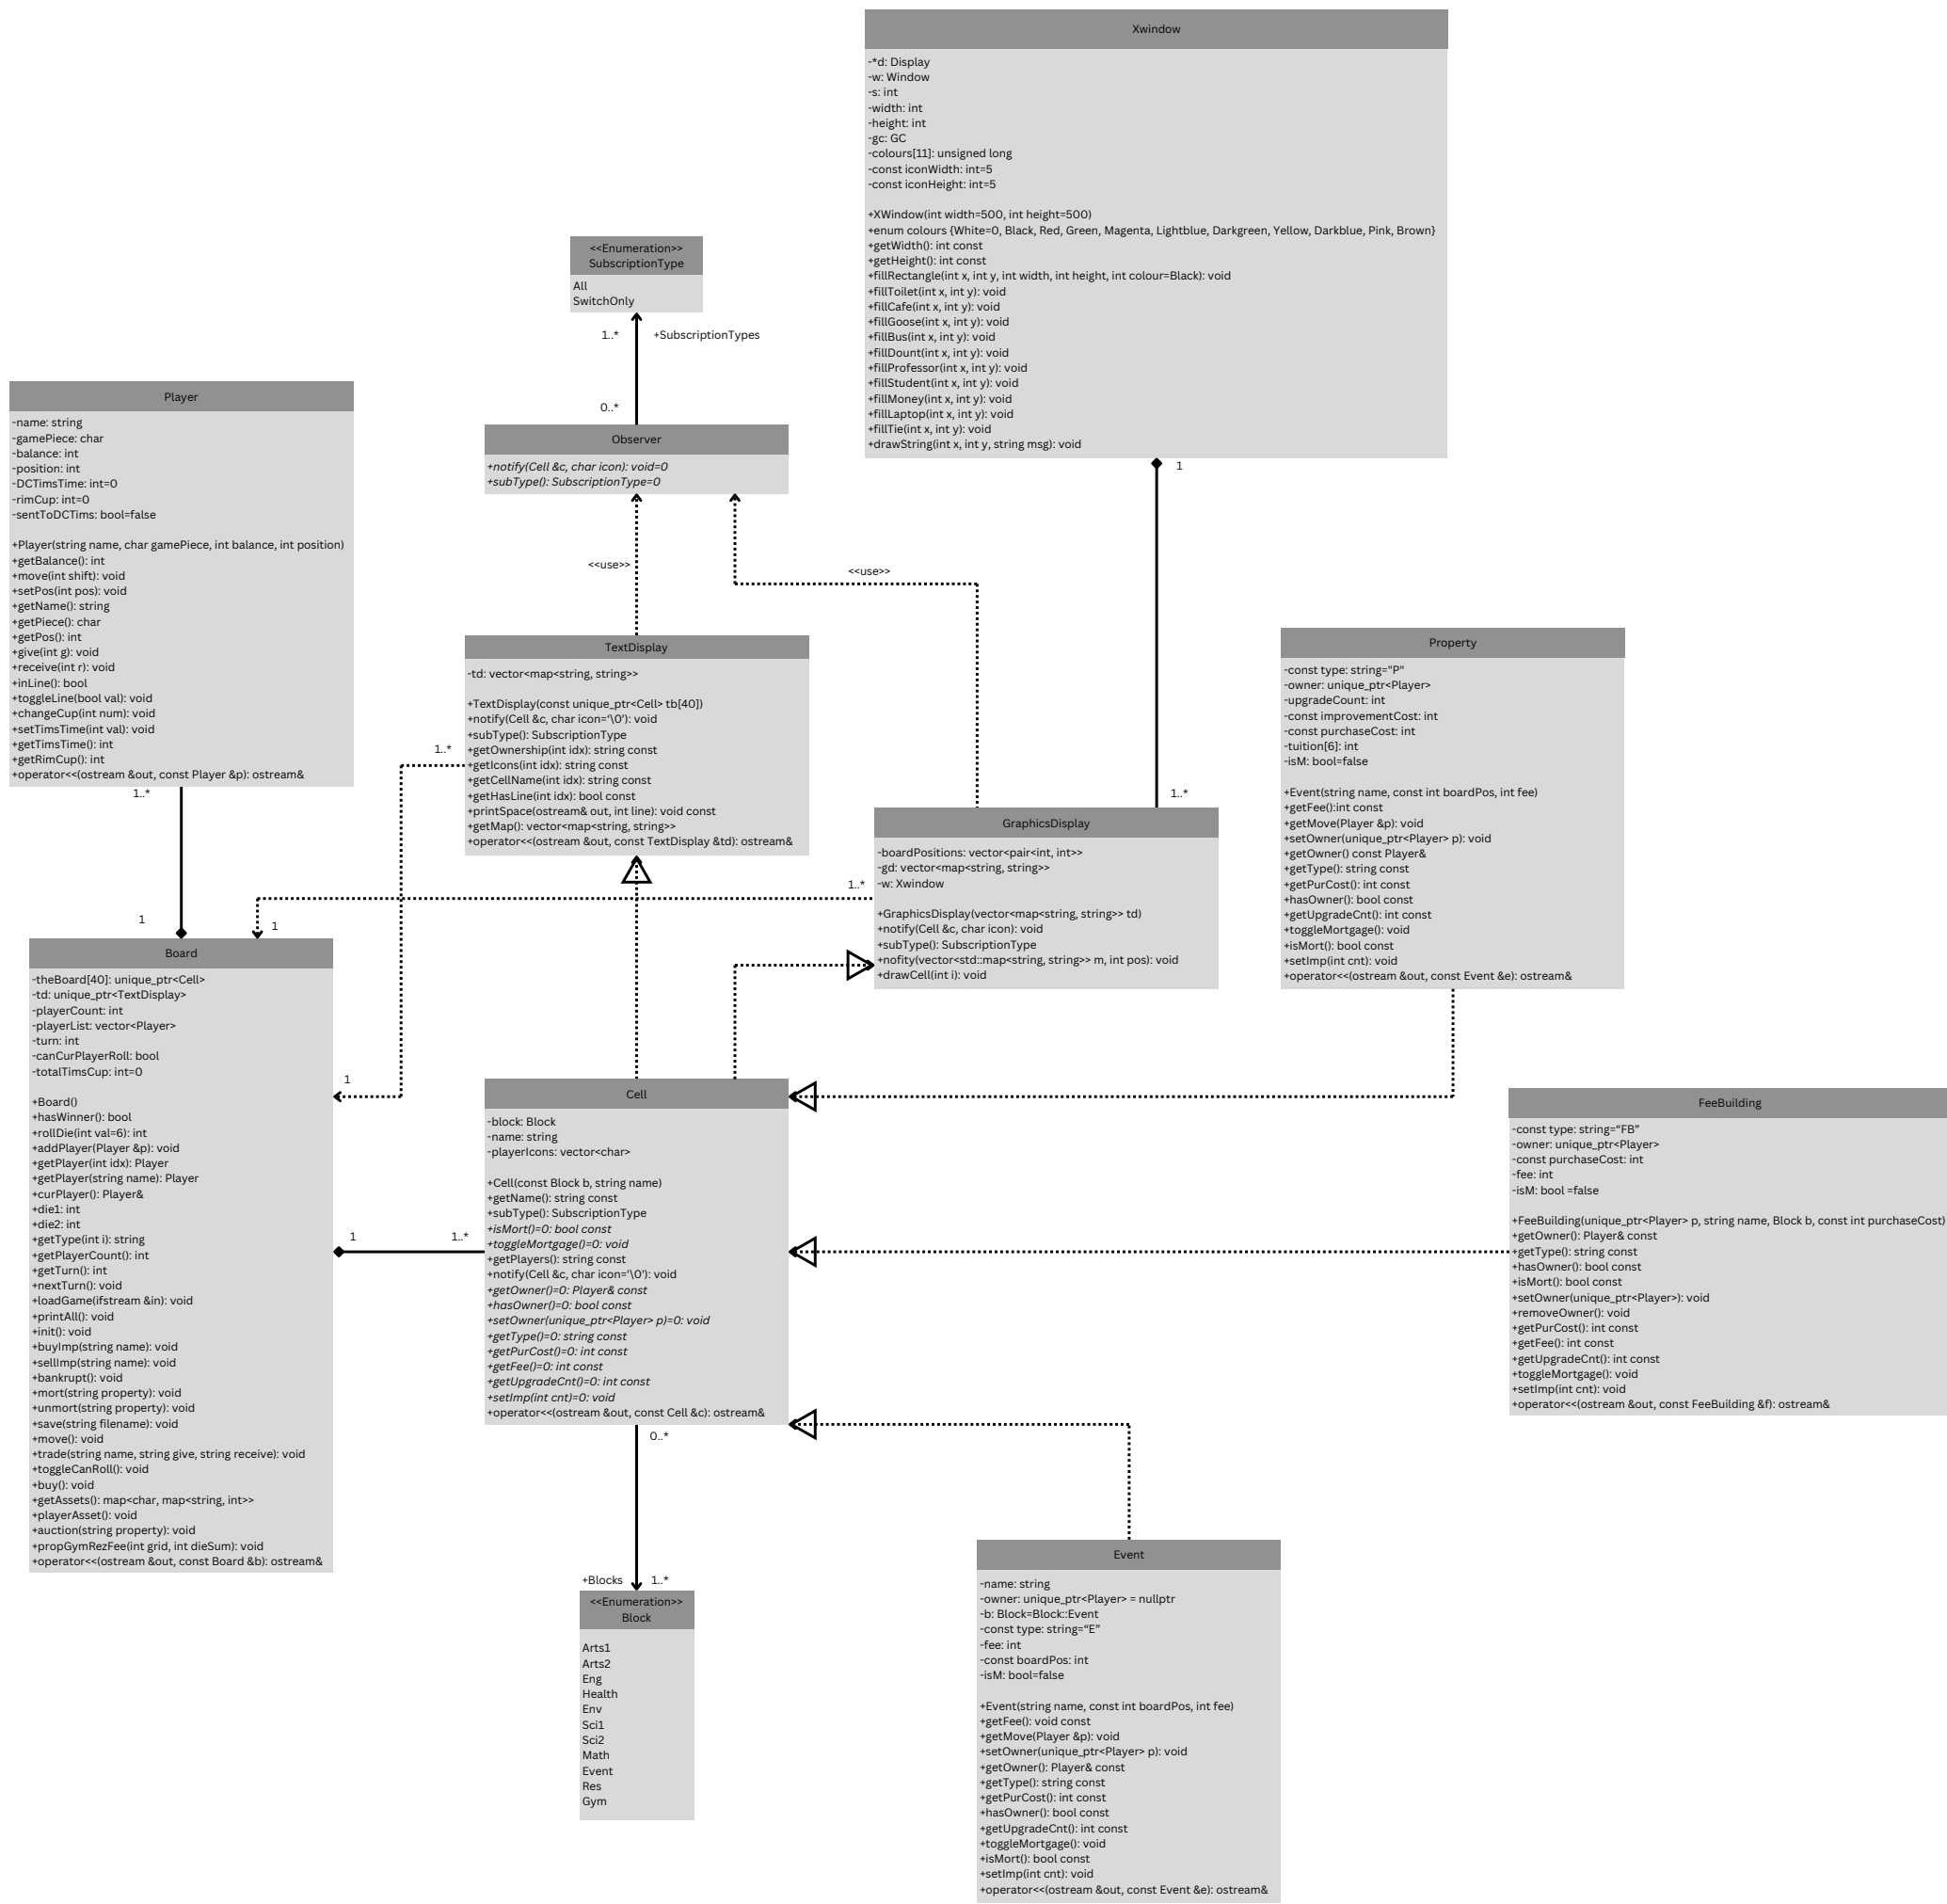 Xwindow
-*d: Display
-w: Window
-s: int
-width: int
-height: int
-gc: GC
-colours[11]: unsigned long
-const iconWidth: int=5
-const iconHeight: int=5
+XWindow(int width=500, int height=500)
+enum colours {White=0, Black, Red, Green, Magenta, Lightblue, Darkgreen, Yellow, Darkblue, Pink, Brown}
+getWidth(): int const
+getHeight(): int const
+fillRectangle(int x, int y, int width, int height, int colour=Black): void
+fillToilet(int x, int y): void
+fillCafe(int x, int y): void
+fillGoose(int x, int y): void
+fillBus(int x, int y): void
+fillDount(int x, int y): void
+fillProfessor(int x, int y): void
+fillStudent(int x, int y): void
+fillMoney(int x, int y): void
+fillLaptop(int x, int y): void
+fillTie(int x, int y): void
+drawString(int x, int y, string msg): void
1
1..*
<<Enumeration>>
SubscriptionType
All
SwitchOnly
1..*
+SubscriptionTypes
0..*
Observer
+notify(Cell &c, char icon): void=0
+subType(): SubscriptionType=0
<<use>>
<<use>>
Player
-name: string
-gamePiece: char
-balance: int
-position: int
-DCTimsTime: int=0
-rimCup: int=0
-sentToDCTims: bool=false
+Player(string name, char gamePiece, int balance, int position)
+getBalance(): int
+move(int shift): void
+setPos(int pos): void
+getName(): string
+getPiece(): char
+getPos(): int
+give(int g): void
+receive(int r): void
+inLine(): bool
+toggleLine(bool val): void
+changeCup(int num): void
+setTimsTime(int val): void
+getTimsTime(): int
+getRimCup(): int
+operator<<(ostream &out, const Player &p): ostream&
1..*
1
TextDisplay
-td: vector<map<string, string>>
+TextDisplay(const unique_ptr<Cell> tb[40])
+notify(Cell &c, char icon='\0'): void
+subType(): SubscriptionType
+getOwnership(int idx): string const
+getIcons(int idx): string const
+getCellName(int idx): string const
+getHasLine(int idx): bool const
+printSpace(ostream& out, int line): void const
+getMap(): vector<map<string, string>>
+operator<<(ostream &out, const TextDisplay &td): ostream&
1..*
1
GraphicsDisplay
-boardPositions: vector<pair<int, int>>
-gd: vector<map<string, string>>
-w: Xwindow
+GraphicsDisplay(vector<map<string, string>> td)
+notify(Cell &c, char icon): void
+subType(): SubscriptionType
+nofity(vector<std::map<string, string>> m, int pos): void
+drawCell(int i): void
1..*
1
Property
-const type: string="P"
-owner: unique_ptr<Player>
-upgradeCount: int
-const improvementCost: int
-const purchaseCost: int
-tuition[6]: int
-isM: bool=false
+Event(string name, const int boardPos, int fee)
+getFee():int const
+getMove(Player &p): void
+setOwner(unique_ptr<Player> p): void
+getOwner() const Player&
+getType(): string const
+getPurCost(): int const
+hasOwner(): bool const
+getUpgradeCnt(): int const
+toggleMortgage(): void
+isMort(): bool const
+setImp(int cnt): void
+operator<<(ostream &out, const Event &e): ostream&
Board
-theBoard[40]: unique_ptr<Cell>
-td: unique_ptr<TextDisplay>
-playerCount: int
-playerList: vector<Player>
-turn: int
-canCurPlayerRoll: bool
-totalTimsCup: int=0
+Board()
+hasWinner(): bool
+rollDie(int val=6): int
+addPlayer(Player &p): void
+getPlayer(int idx): Player
+getPlayer(string name): Player
+curPlayer(): Player&
+die1: int
+die2: int
+getType(int i): string
+getPlayerCount(): int
+getTurn(): int
+nextTurn(): void
+loadGame(ifstream &in): void
+printAll(): void
+init(): void
+buyImp(string name): void
+sellImp(string name): void
+bankrupt(): void
+mort(string property): void
+unmort(string property): void
+save(string filename): void
+move(): void
+trade(string name, string give, string receive): void
+toggleCanRoll(): void
+buy(): void
+getAssets(): map<char, map<string, int>>
+playerAsset(): void
+auction(string property): void
+propGymRezFee(int grid, int dieSum): void
+operator<<(ostream &out, const Board &b): ostream&
1
1..*
Cell
-block: Block
-name: string
-playerIcons: vector<char>
+Cell(const Block b, string name)
+getName(): string const
+subType(): SubscriptionType
+isMort()=0: bool const
+toggleMortgage()=0: void
+getPlayers(): string const
+notify(Cell &c, char icon='\0'): void
+getOwner()=0: Player& const
+hasOwner()=0: bool const
+setOwner(unique_ptr<Player> p)=0: void
+getType()=0: string const
+getPurCost()=0: int const
+getFee()=0: int const
+getUpgradeCnt()=0: int const
+setImp(int cnt)=0: void
+operator<<(ostream &out, const Cell &c): ostream&
0..*
+Blocks
1..*
<<Enumeration>>
Block
Arts1
Arts2
Eng
Health
Env
Sci1
Sci2
Math
Event
Res
Gym
FeeBuilding
-const type: string=“FB”
-owner: unique_ptr<Player>
-const purchaseCost: int
-fee: int
-isM: bool =false
+FeeBuilding(unique_ptr<Player> p, string name, Block b, const int purchaseCost)
+getOwner(): Player& const
+getType(): string const
+hasOwner(): bool const
+isMort(): bool const
+setOwner(unique_ptr<Player>): void
+removeOwner(): void
+getPurCost(): int const
+getFee(): int const
+getUpgradeCnt(): int const
+toggleMortgage(): void
+setImp(int cnt): void
+operator<<(ostream &out, const FeeBuilding &f): ostream&
Event
-name: string
-owner: unique_ptr<Player> = nullptr
-b: Block=Block::Event
-const type: string=“E”
-fee: int
-const boardPos: int
-isM: bool=false
+Event(string name, const int boardPos, int fee)
+getFee(): void const
+getMove(Player &p): void
+setOwner(unique_ptr<Player> p): void
+getOwner(): Player& const
+getType(): string const
+getPurCost(): int const
+hasOwner(): bool const
+getUpgradeCnt(): int const
+toggleMortgage(): void
+isMort(): bool const
+setImp(int cnt): void
+operator<<(ostream &out, const Event &e): ostream&